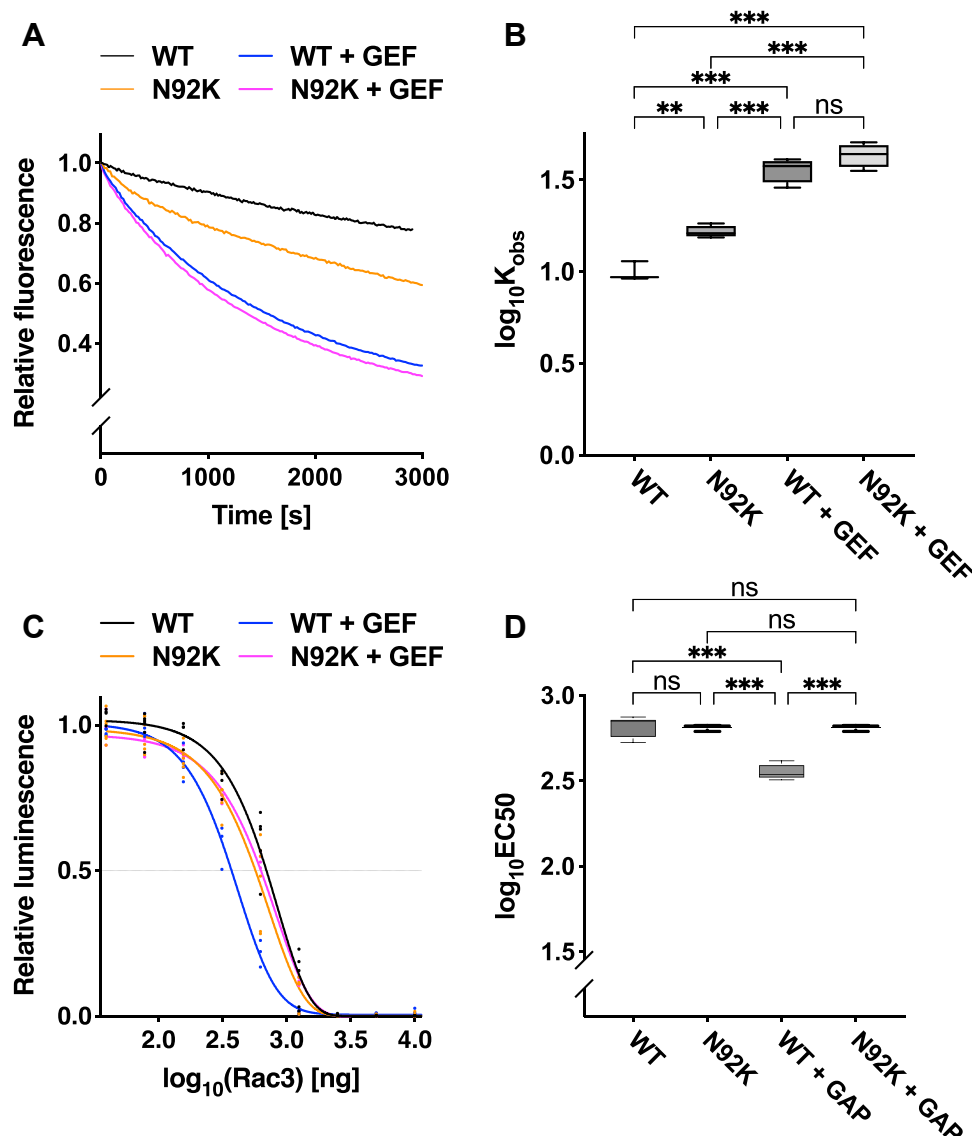 A
WT
WT + GEF
N92K
N92K + GEF
Relative fluorescence
1.0
0.8
0.6
0.4
0
1000
2000
3000
Time [s]
B
***
***
***
**
***
ns
log10Kobs
1.5
1.0
0.5
0.0
WT
N92K
WT + GEF
N92K + GEF
C
WT
WT + GEF
N92K
N92K + GEF
Relative luminescence
1.0
0.5
0.0
2.0
2.5
3.0
3.5
4.0
log10(Rac3) [ng]
D
ns
ns
***
ns
***
***
log10EC50
3.0
2.5
2.0
1.5
WT
N92K
WT + GAP
N92K + GAP